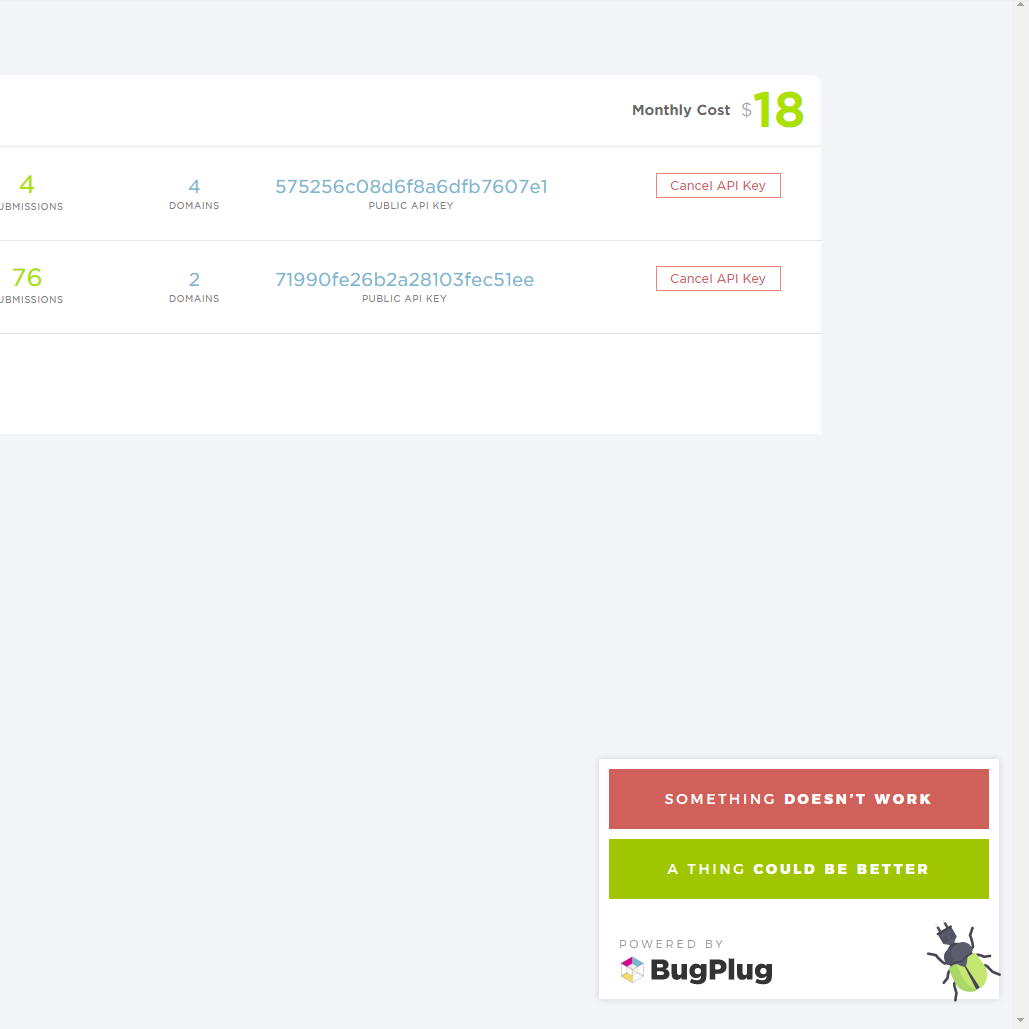 Monthly Cost $18
4 4 575256c08d6f8a6dfb7607e1 Cancel API Key
UBMISSIONS DOMAINS PUBLIC API KEY
76 2 71990fe26b2a28103fec51ee Cancel API Key
UBMISSIONS DOMAINS PUBLIC API KEY
SOMETHING DOESN'T WORK
A THING COULD BE BETTER
POWERED BY
BugPlug